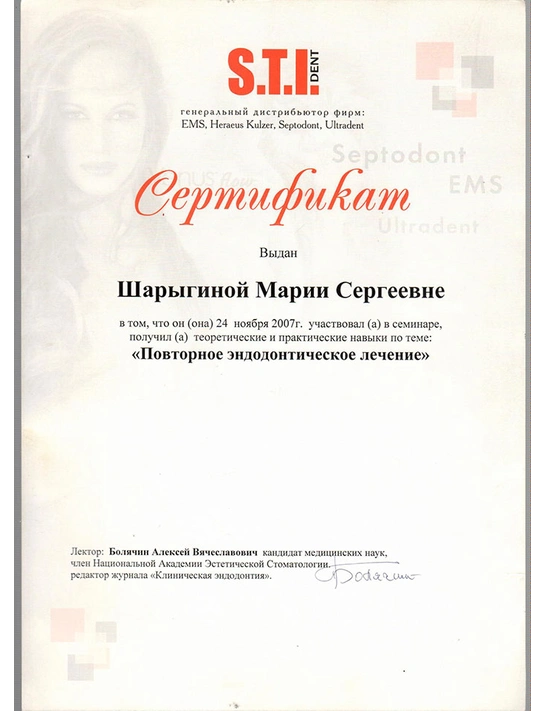 S.T.I.
DENT
генеральный дистрибьютор фирм:
EMS, Heraeus Kulzer, Septodont, Ultradent
Septodont
EMS
Ultradent
Сертификат
Выдан
Шарыгиной Марии Сергеевне
в том, что он (она) 24 ноября 2007г. участвовал (а) в семинаре,
получил (а) теоретические и практические навыки по теме:
«Повторное эндодонтическое лечение»
Лектор: Болячин Алексей Вячеславович кандидат медицинских наук,
член Национальной Академии Эстетической Стоматологии.
редактор журнала «Клиническая эндодонтия».